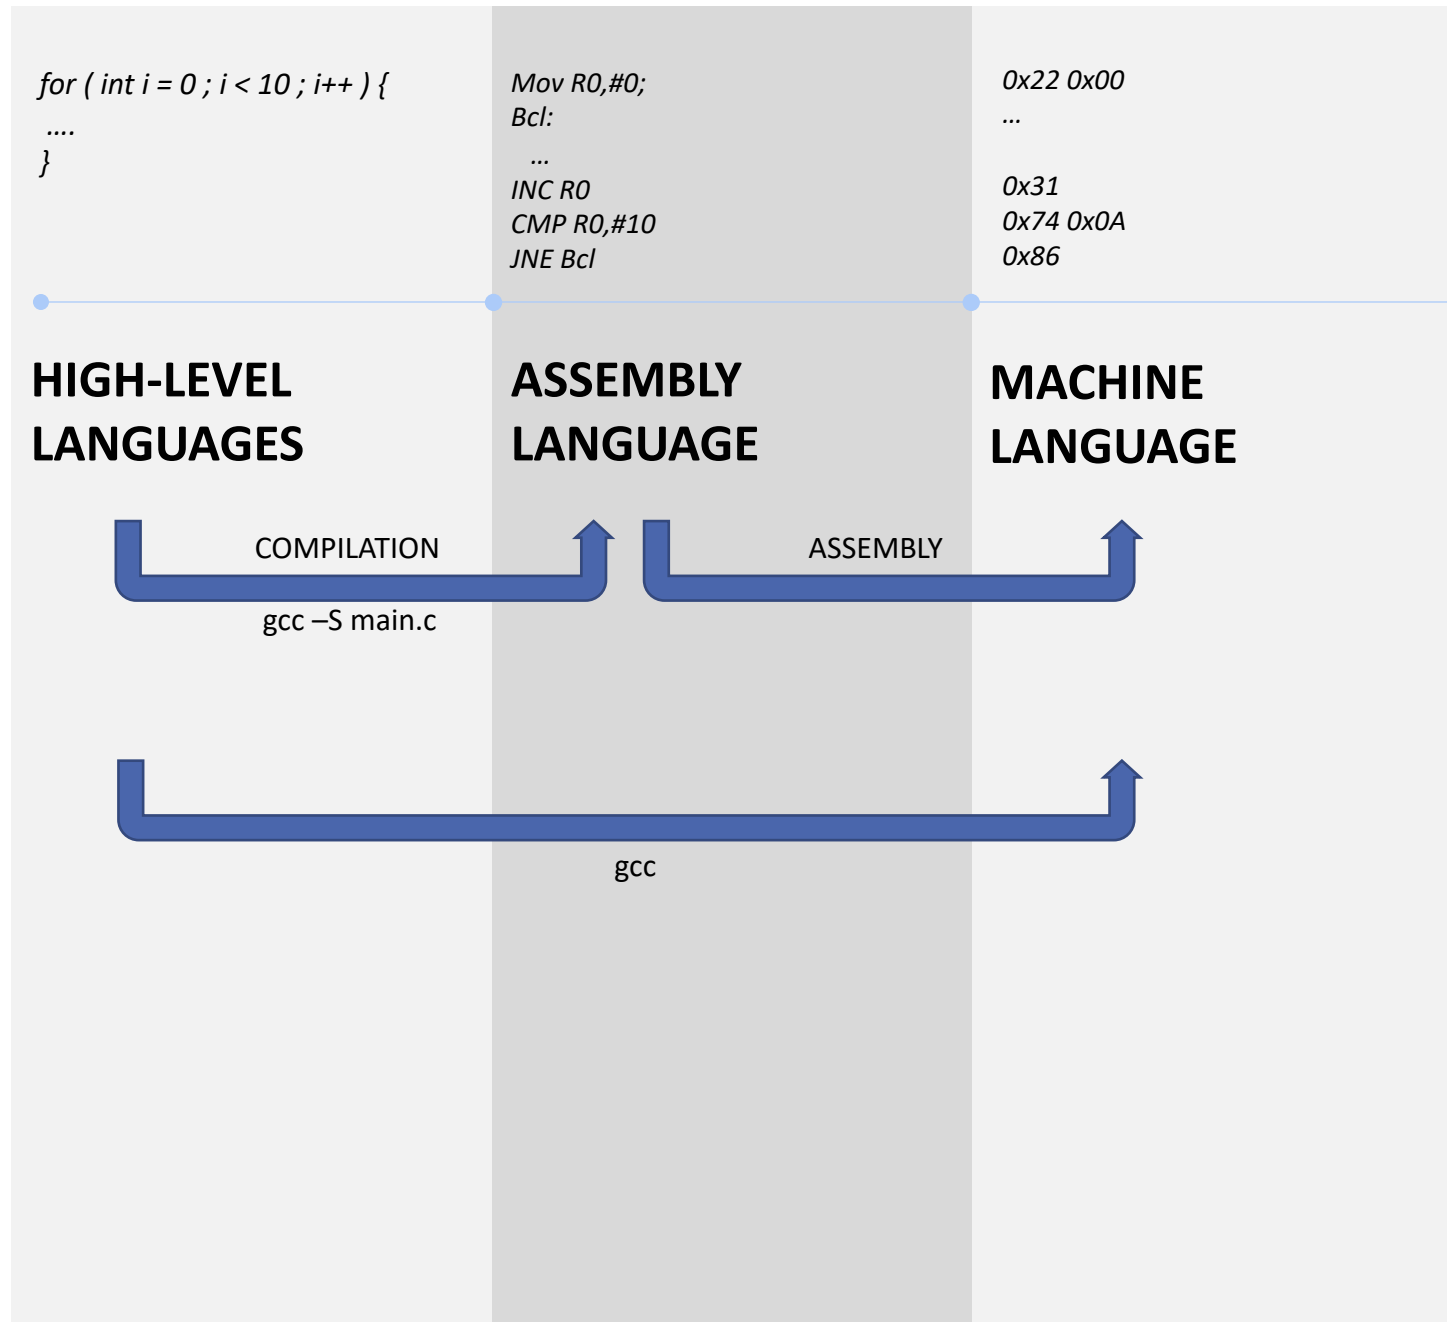 for ( int i = 0 ; i < 10 ; i++ ) {
….
}
Mov R0,#0;
Bcl:
…
INC R0
CMP R0,#10
JNE Bcl
0x22 0x00
…
0x31
0x74 0x0A
0x86
HIGH-LEVEL
LANGUAGES
ASSEMBLY
LANGUAGE
MACHINE
LANGUAGE
COMPILATION
gcc –S main.c
ASSEMBLY
gcc